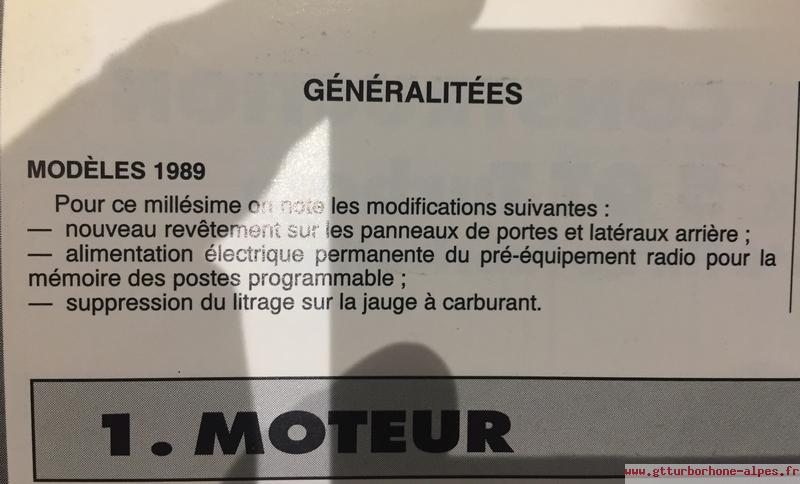 GÉNÉRALITÉES
MODÈLES 1989
Pour ce millésime on note les modifications suivantes :
— nouveau revêtement sur les panneaux de portes et latéraux arrière ;
— alimentation électrique permanente du pré-équipement radio pour la
mémoire des postes programmable ;
— suppression du litrage sur la jauge à carburant.
1. MOTEUR
www.gtturborhone-alpes.fr